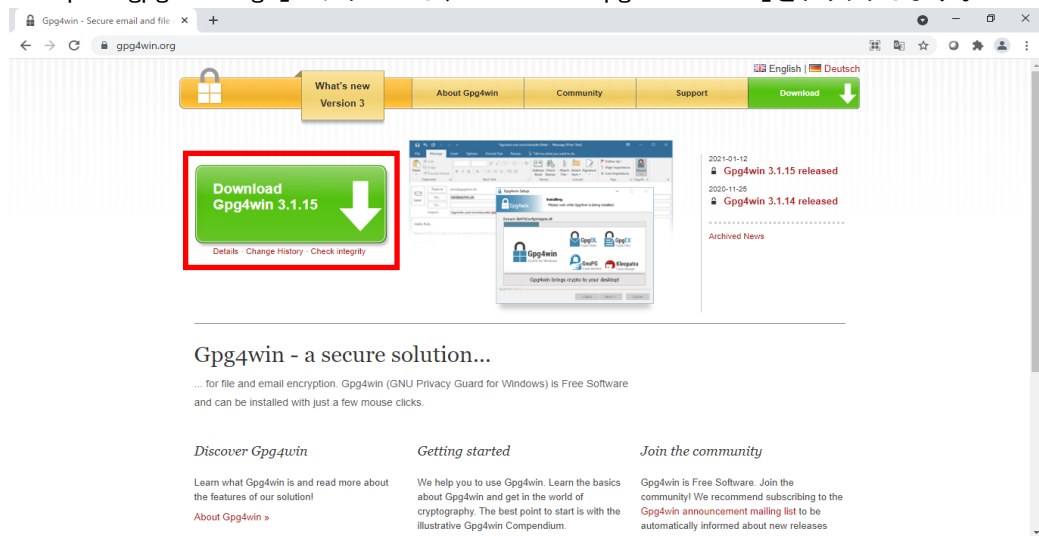 Gpg4win - Secure email and file
gpg4win.org
English | Deutsch
What's new
Version 3
About Gpg4win
Community
Support
Download
Download
Gpg4win 3.1.15
Details · Change History · Check integrity
2021-01-12
Gpg4win 3.1.15 released
2020-11-25
Gpg4win 3.1.14 released
Archived News
Gpg4win Setup
Installing
Gpg4win
GpgOL
GpgEX
GnuPG
Kleopatra
Gpg4win brings crypto to your desktop!
Gpg4win - a secure solution...
... for file and email encryption. Gpg4win (GNU Privacy Guard for Windows) is Free Software
and can be installed with just a few mouse clicks.
Discover Gpg4win
Learn what Gpg4win is and read more about
the features of our solution!
About Gpg4win »
Getting started
We help you to use Gpg4win. Learn the basics
about Gpg4win and get in the world of
cryptography. The best point to start is with the
illustrative Gpg4win Compendium.
Join the community
Gpg4win is Free Software. Join the
community! We recommend subscribing to the
Gpg4win announcement mailing list to be
automatically informed about new releases